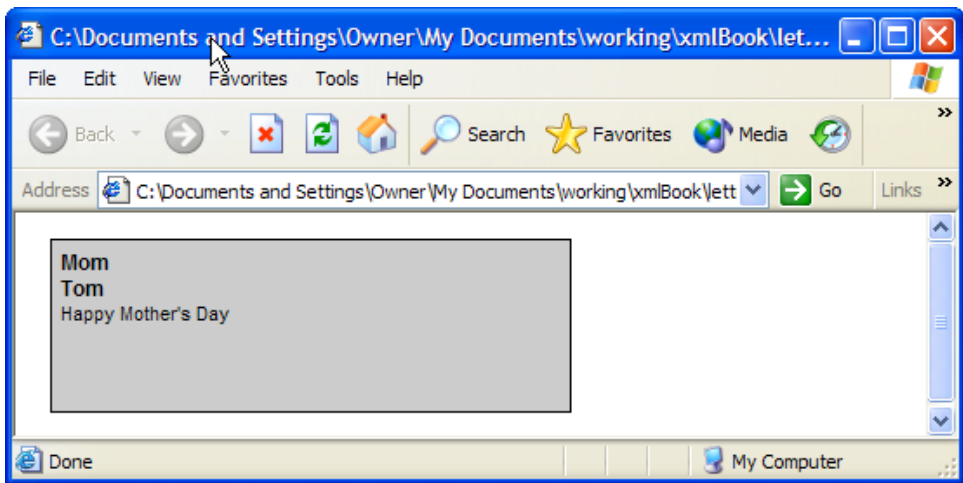 C:\Documents and Settings\Owner\My Documents\working\xmlBook\let...
File Edit View Favorites Tools Help
Back Search Favorites Media »
Address C:\Documents and Settings\Owner\My Documents\working\xmlBook\lett Go Links »
Mom
Tom
Happy Mother's Day
Done My Computer